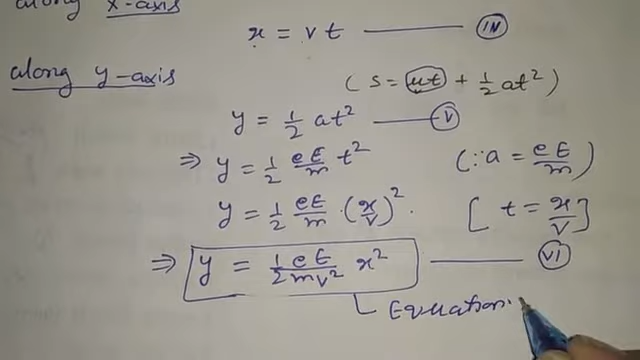 along x-axis
x = vt ——— (IV)
along y-axis
(s = ut + 1/2 at²)
y = 1/2 at² ——— (V)
⇒ y = 1/2 eE/m t² (∵ a = eE/m)
y = 1/2 eE/m · (x/v)². [t = x/v]
⇒ y = 1/2 eE/mv² x² ——— (VI)
Equation